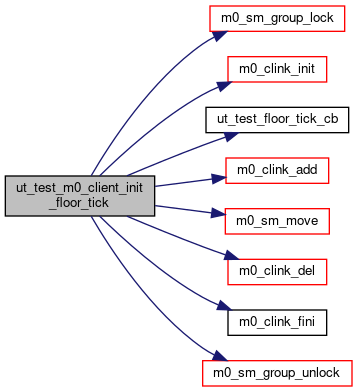 m0_sm_group_lock
m0_clink_init
ut_test_floor_tick_cb
ut_test_m0_client_init
_floor_tick
m0_clink_add
m0_sm_move
m0_clink_del
m0_clink_fini
m0_sm_group_unlock